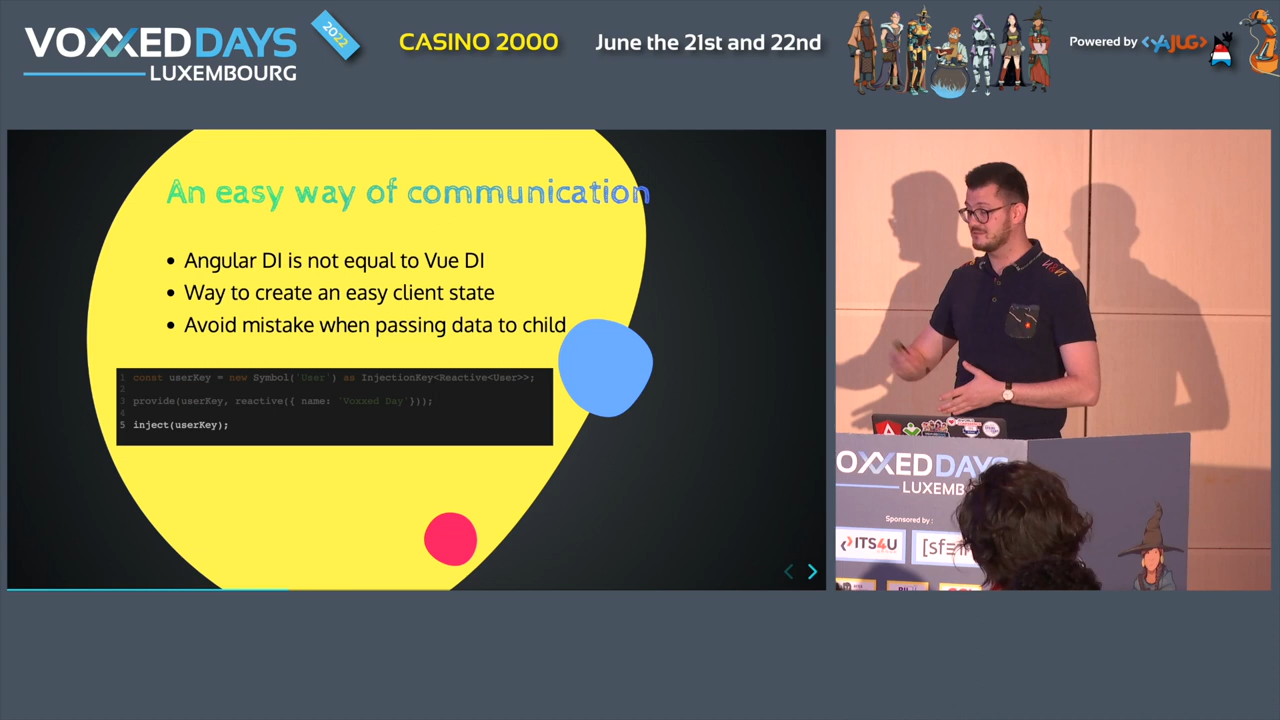 VOXXED DAYS
LUXEMBOURG
2022
CASINO 2000
June the 21st and 22nd
Powered by <YAJUG>
An easy way of communication
• Angular DI is not equal to Vue DI
• Way to create an easy client state
• Avoid mistake when passing data to child
1 const userKey = new Symbol('User') as InjectionKey<Reactive<User>>;
2
3 provide(userKey, reactive({ name: 'Voxxed Day'}));
4
5 inject(userKey);
OXXED DAYS
LUXEMB
Sponsored by :
ITS4U